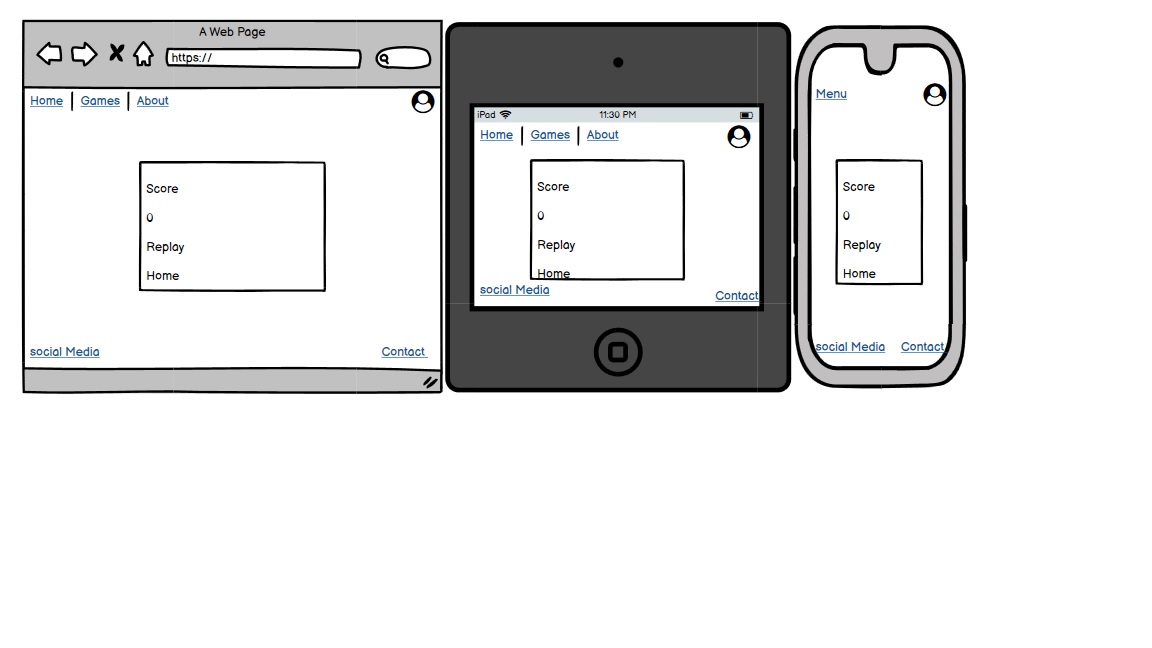 A Web Page
https://
Home | Games | About
Score
0
Replay
Home
social Media Contact
iPad 11:30 PM
Home | Games | About
Score
0
Replay
Home
social Media
Contact
Menu
Score
0
Replay
Home
social Media Contact